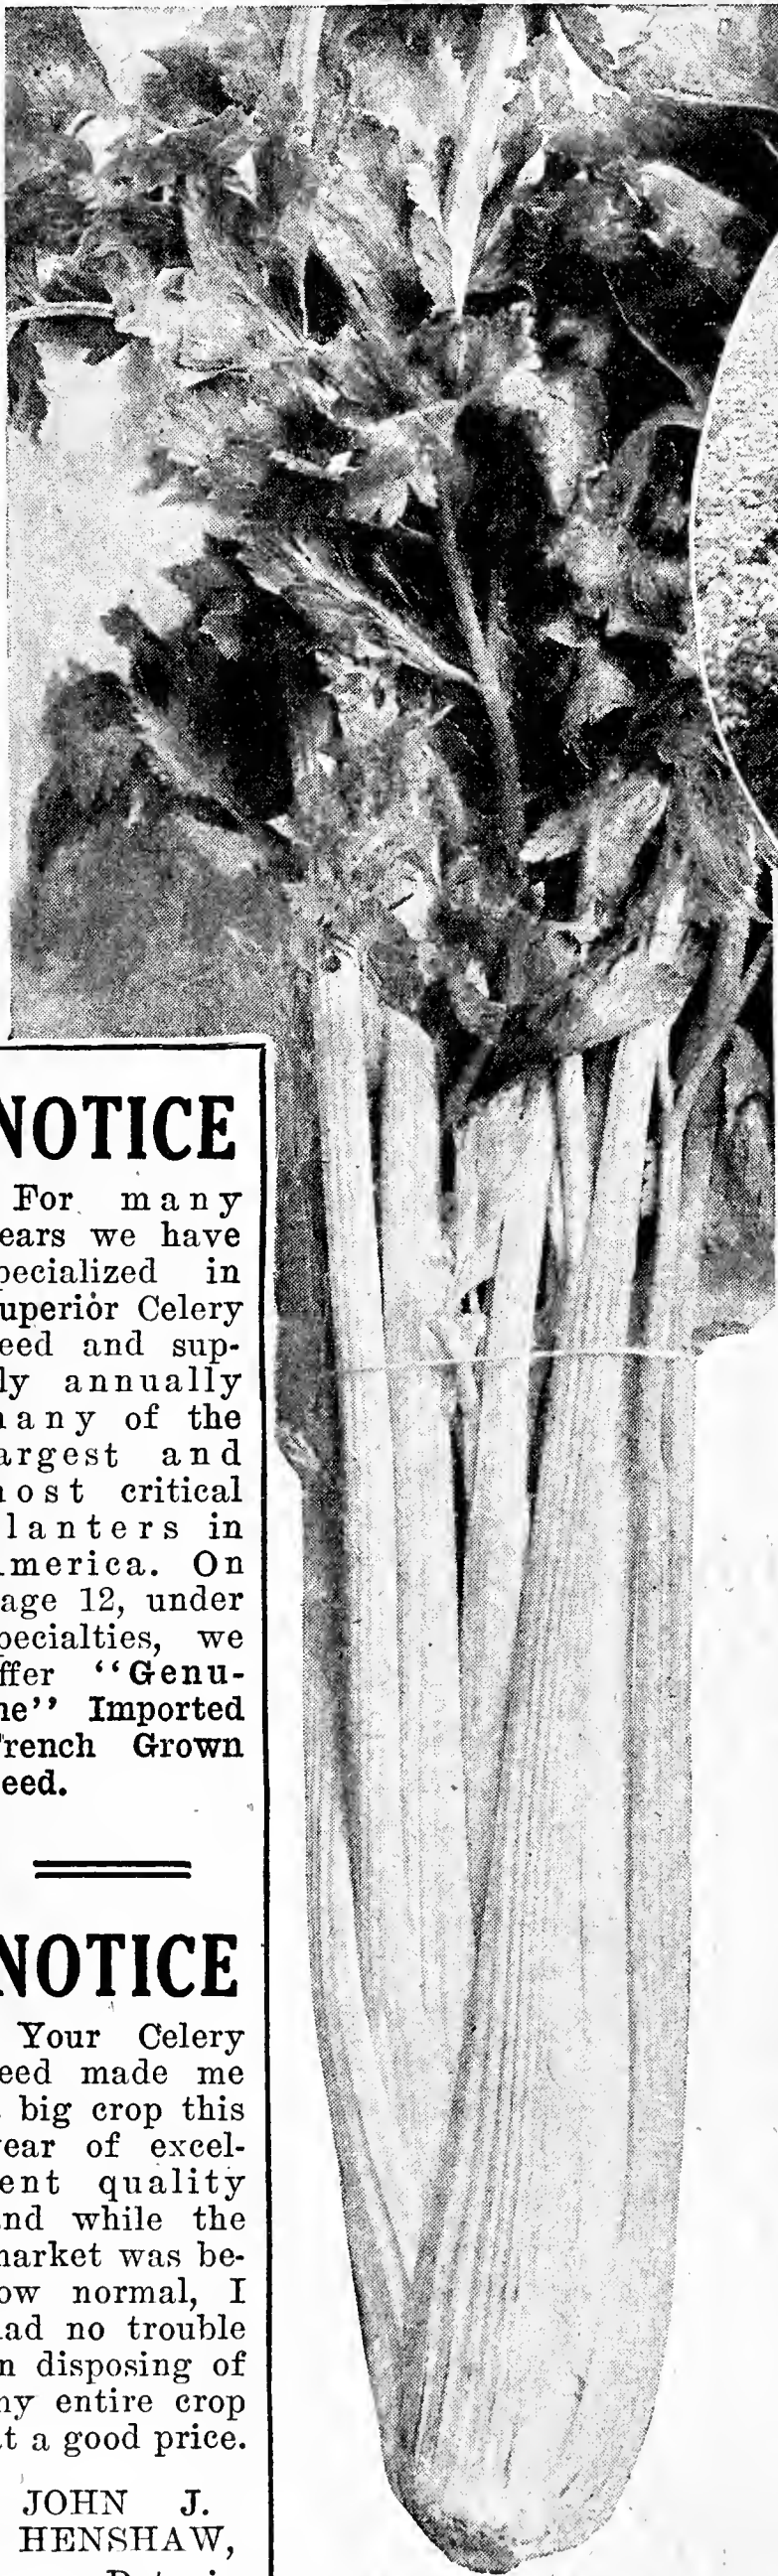 NOTICE
For many
ears we have
pecialized in
uperior Celery
eed and sup-
ly annually
any of the
argest and
ost critical
lanters in
merica. On
age 12, under
pecialties, we
ffer “Genu-
ne” Imported
rench Grown
eed.
NOTICE
Your Celery
eed made me
big crop this
ear of excel-
ent quality
nd while the
arket was be-
ow normal, I
ad no trouble
n disposing of
y entire crop
t a good price.
JOHN J.
HENSHAW,